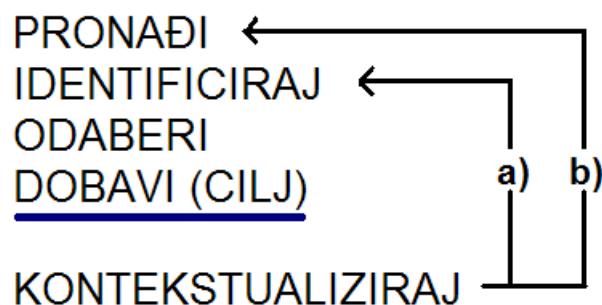 PRONAĐI
IDENTIFICIRAJ
ODABERI
DOBAVI (CILJ)
a) b)
KONTEKSTUALIZIRAJ